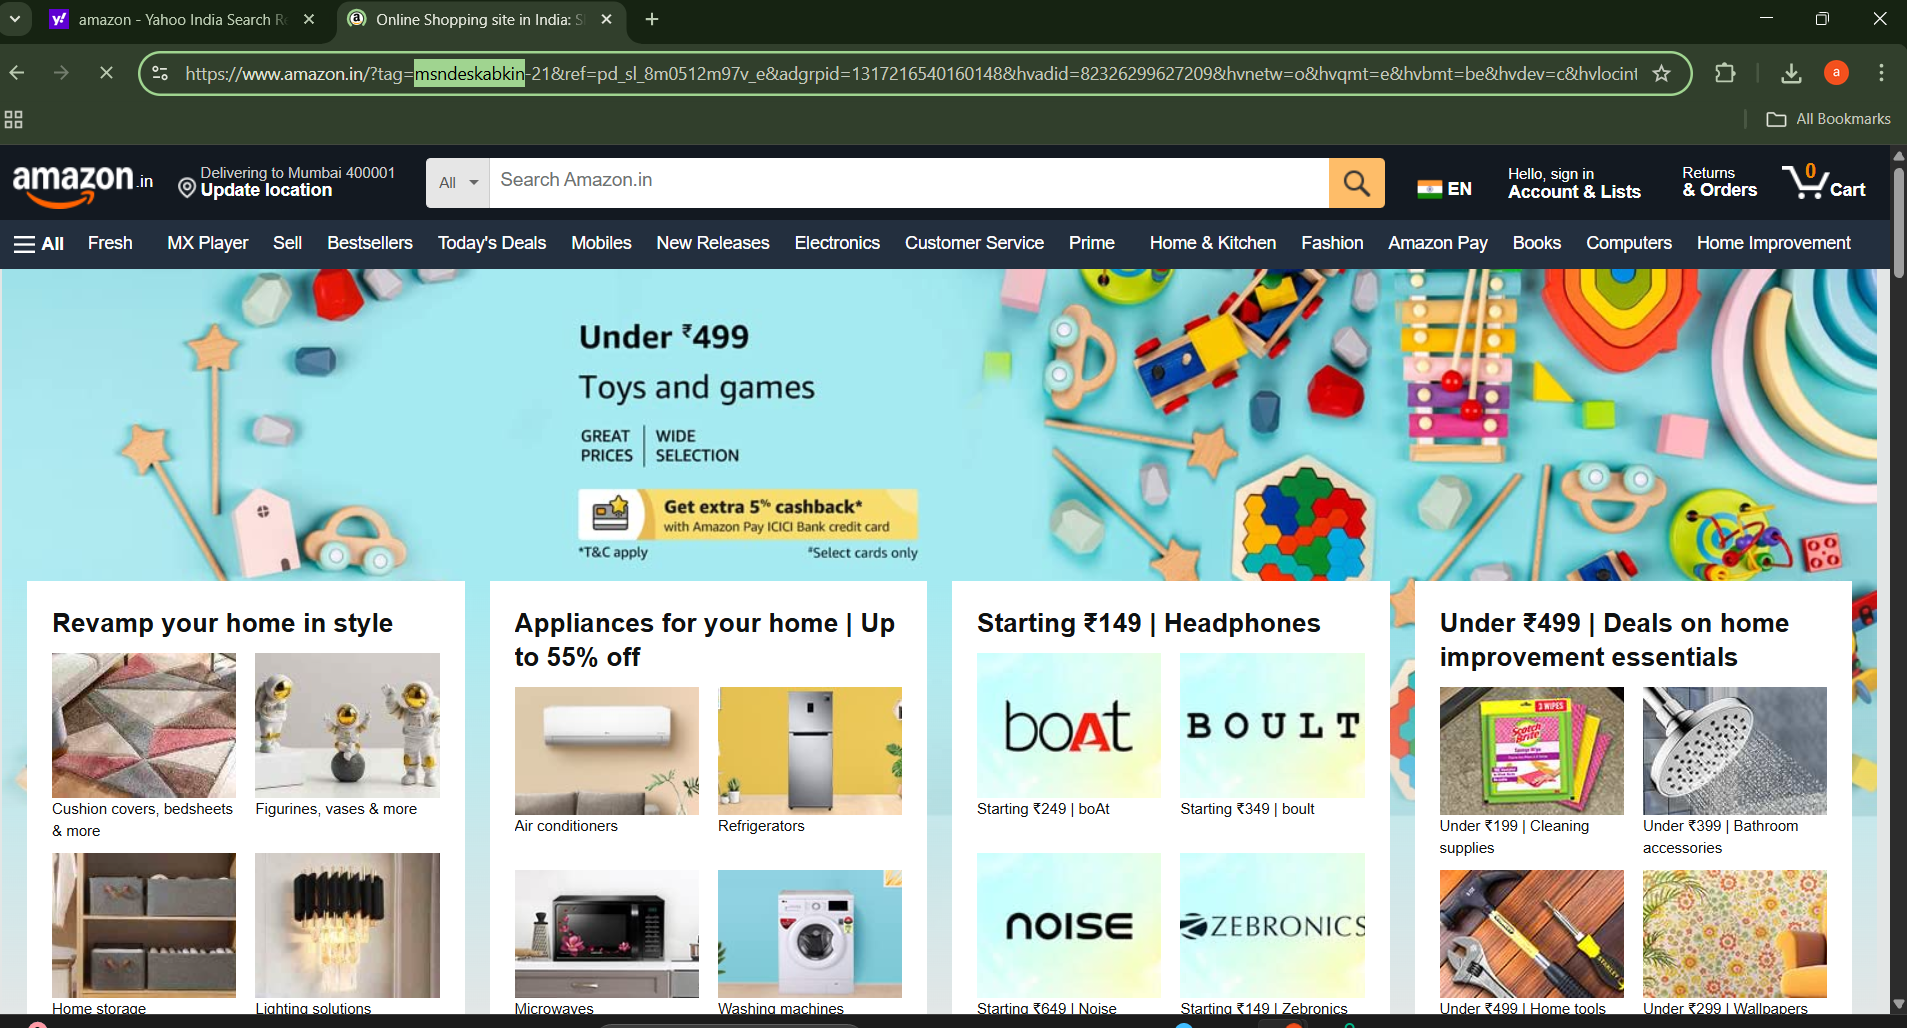 amazon - Yahoo India Search Re
Online Shopping site in India: S
https://www.amazon.in/?tag=msndeskabkin-21&ref=pd_sl_8m0512m97v_e&adgrpid=1317216540160148&hvadid=82326299627209&hvnetw=o&hvqmt=e&hvbmt=be&hvdev=c&hvlocint
a
All Bookmarks
amazon.in
Delivering to Mumbai 400001
Update location
All
Search Amazon.in
EN
Hello, sign in
Account & Lists
Returns
& Orders
0
Cart
All Fresh MX Player Sell Bestsellers Today's Deals Mobiles New Releases Electronics Customer Service Prime Home & Kitchen Fashion Amazon Pay Books Computers Home Improvement
Under ₹499
Toys and games
GREAT PRICES
WIDE SELECTION
Get extra 5% cashback*
with Amazon Pay ICICI Bank credit card
*T&C apply
#Select cards only
Revamp your home in style
Cushion covers, bedsheets
& more
Figurines, vases & more
Home storage
Lighting solutions
Appliances for your home | Up
to 55% off
Air conditioners
Refrigerators
Microwaves
Washing machines
Starting ₹149 | Headphones
boAt
BOULT
Starting ₹249 | boAt
Starting ₹349 | boult
noise
ZEBRONICS
Starting ₹649 | Noise
Starting ₹149 | Zebronics
Under ₹499 | Deals on home
improvement essentials
3 WIPES
Scotch
Brite
Under ₹199 | Cleaning
supplies
Under ₹399 | Bathroom
accessories
STANLEY
Under ₹499 | Home tools
Under ₹299 | Wallpapers